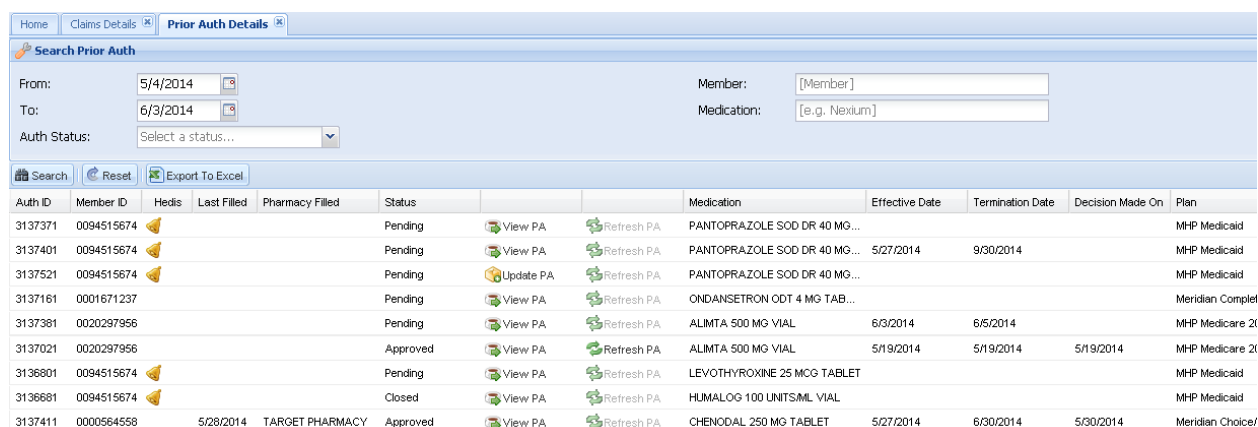 Home Claims Details Prior Auth Details
Search Prior Auth
From: 5/4/2014 Member: [Member]
To: 6/3/2014 Medication: [e.g. Nexium]
Auth Status: Select a status...
Search Reset Export To Excel
Auth ID Member ID Hedis Last Filled Pharmacy Filled Status Medication Effective Date Termination Date Decision Made On Plan
3137371 0094515674 Pending View PA Refresh PA PANTOPRAZOLE SOD DR 40 MG... MHP Medicaid
3137401 0094515674 Pending View PA Refresh PA PANTOPRAZOLE SOD DR 40 MG... 5/27/2014 9/30/2014 MHP Medicaid
3137521 0094515674 Pending Update PA Refresh PA PANTOPRAZOLE SOD DR 40 MG... MHP Medicaid
3137161 0001671237 Pending View PA Refresh PA ONDANSETRON ODT 4 MG TAB... Meridian Complet
3137381 0020297956 Pending View PA Refresh PA ALIMTA 500 MG VIAL 6/3/2014 6/5/2014 MHP Medicare 20
3137021 0020297956 Approved View PA Refresh PA ALIMTA 500 MG VIAL 5/19/2014 5/19/2014 5/19/2014 MHP Medicare 20
3136801 0094515674 Pending View PA Refresh PA LEVOTHYROXINE 25 MCG TABLET MHP Medicaid
3136681 0094515674 Closed View PA Refresh PA HUMALOG 100 UNITS/ML VIAL MHP Medicaid
3137411 0000564558 5/28/2014 TARGET PHARMACY Approved View PA Refresh PA CHENODAL 250 MG TABLET 5/27/2014 6/30/2014 5/30/2014 Meridian Choice/